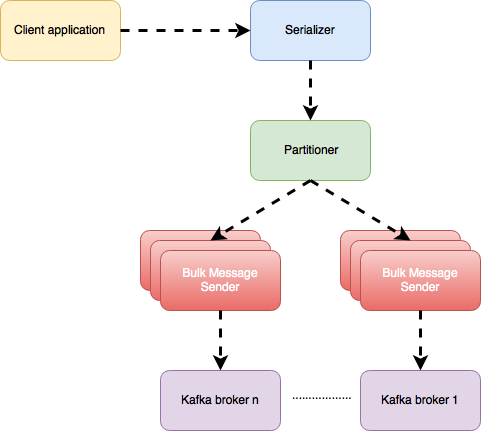 Client application
Serializer
Partitioner
Bulk Message
Sender
Bulk Message
Sender
Kafka broker n
Kafka broker 1